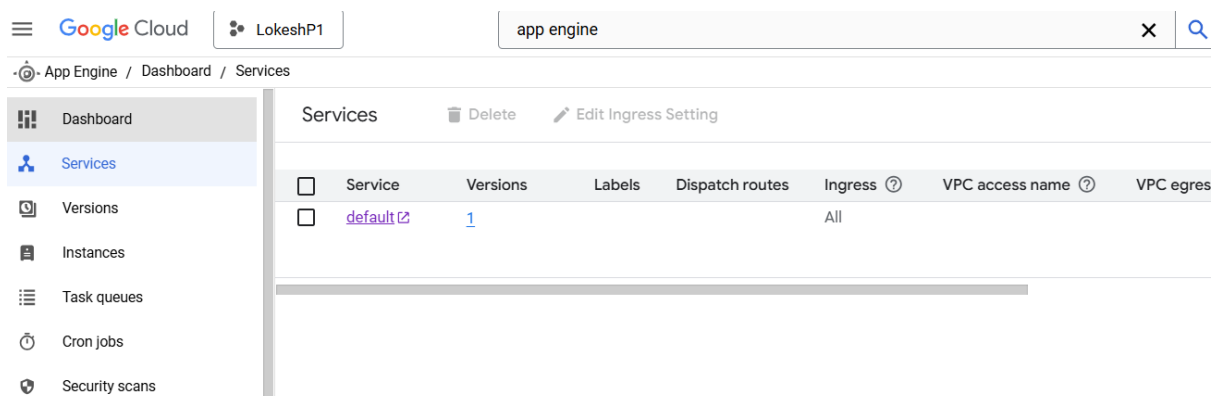 Google Cloud LokeshP1 app engine
App Engine / Dashboard / Services
Dashboard
Services
Versions
Instances
Task queues
Cron jobs
Security scans
Services Delete Edit Ingress Setting
Service Versions Labels Dispatch routes Ingress VPC access name VPC egres
default 1 All